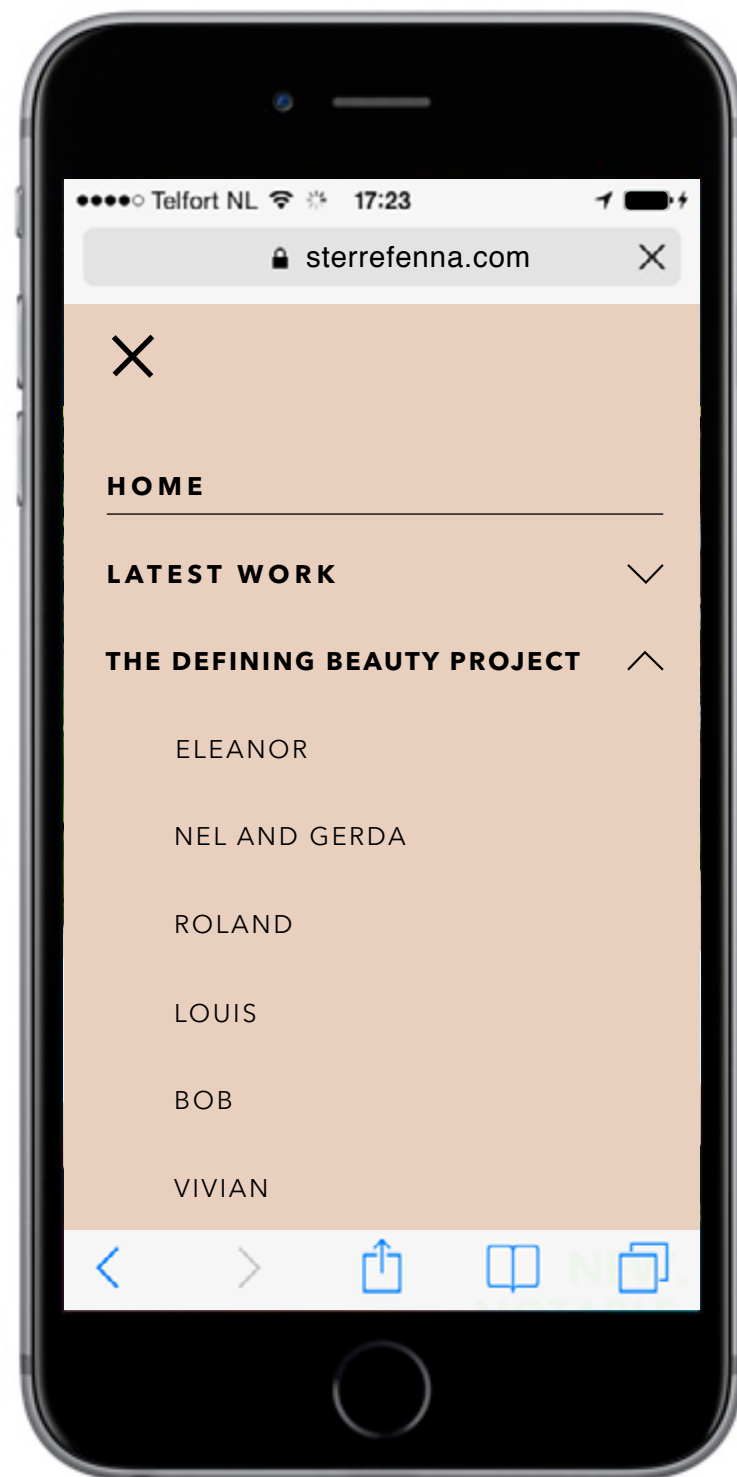 Telfort NL 17:23
sterrefenna.com
HOME
LATEST WORK
THE DEFINING BEAUTY PROJECT
ELEANOR
NEL AND GERDA
ROLAND
LOUIS
BOB
VIVIAN